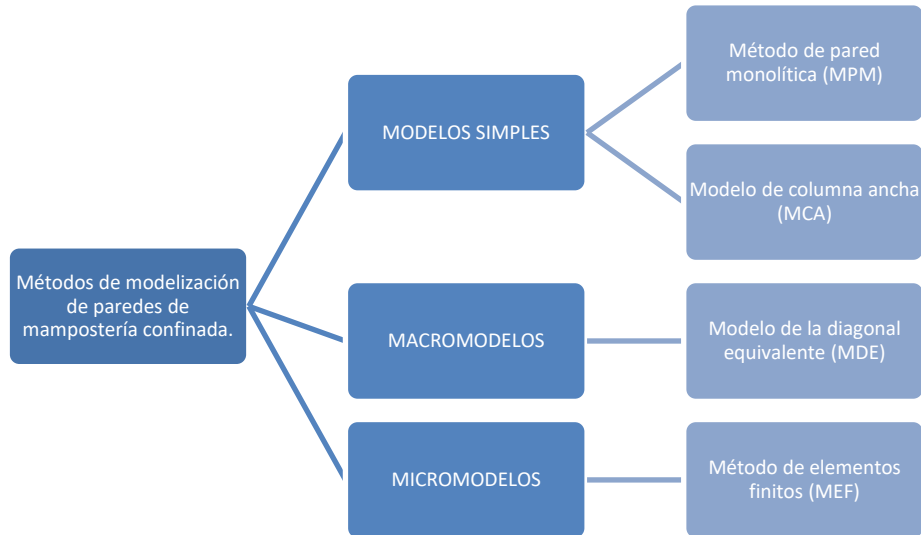 Métodos de modelización
de paredes de
mampostería confinada.
MODELOS SIMPLES
Método de pared
monolítica (MPM)
Modelo de columna ancha
(MCA)
MACROMODELOS
Modelo de la diagonal
equivalente (MDE)
MICROMODELOS
Método de elementos
finitos (MEF)